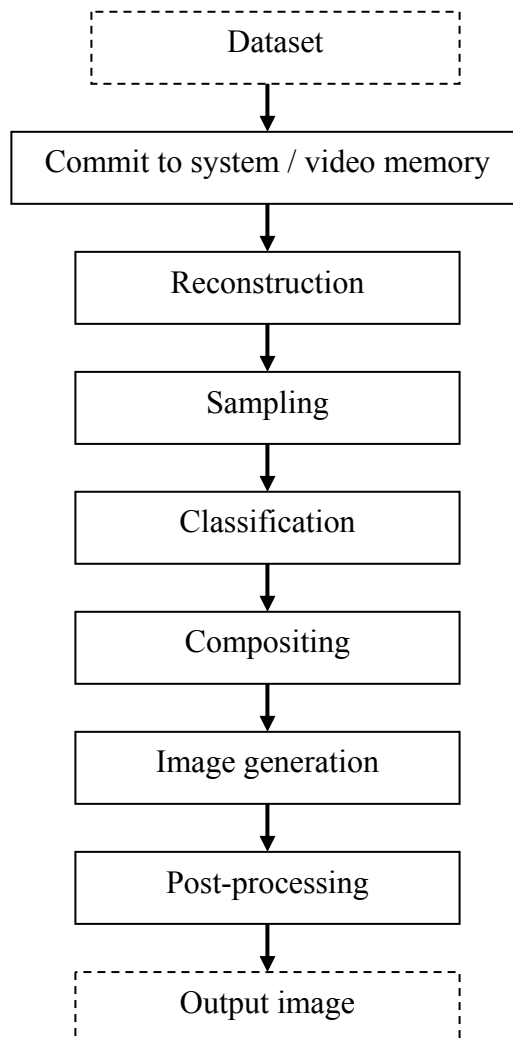 Dataset
Commit to system / video memory
Reconstruction
Sampling
Classification
Compositing
Image generation
Post-processing
Output image